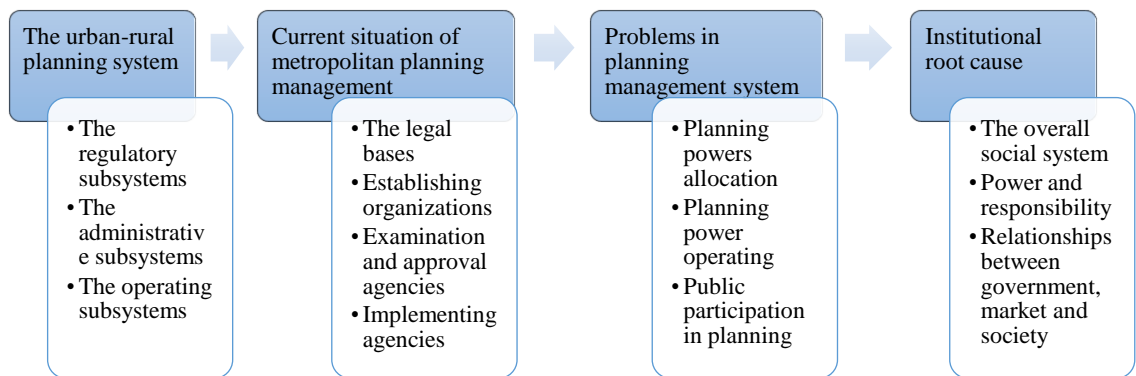 The urban-rural
planning system
• The
regulatory
subsystems
• The
administrativ
e subsystems
• The operating
subsystems
Current situation of
metropolitan planning
management
• The legal
bases
• Establishing
organizations
• Examination
and approval
agencies
• Implementing
agencies
Problems in
planning
management system
• Planning
powers
allocation
• Planning
power
operating
• Public
participation
in planning
Institutional
root cause
• The overall
social system
• Power and
responsibility
• Relationships
between
government,
market and
society